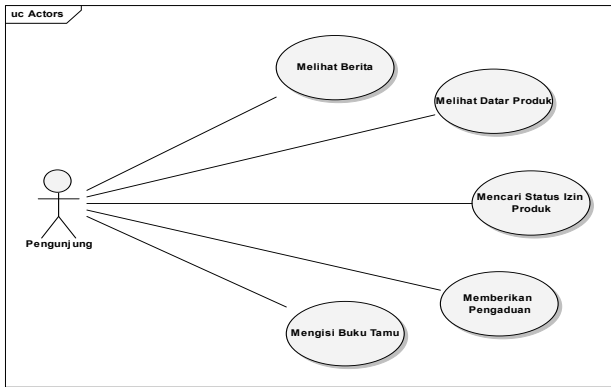 uc Actors
Melihat Berita
Melihat Datar Produk
Mencari Status Izin
Produk
Pengunjung
Memberikan
Pengaduan
Mengisi Buku Tamu